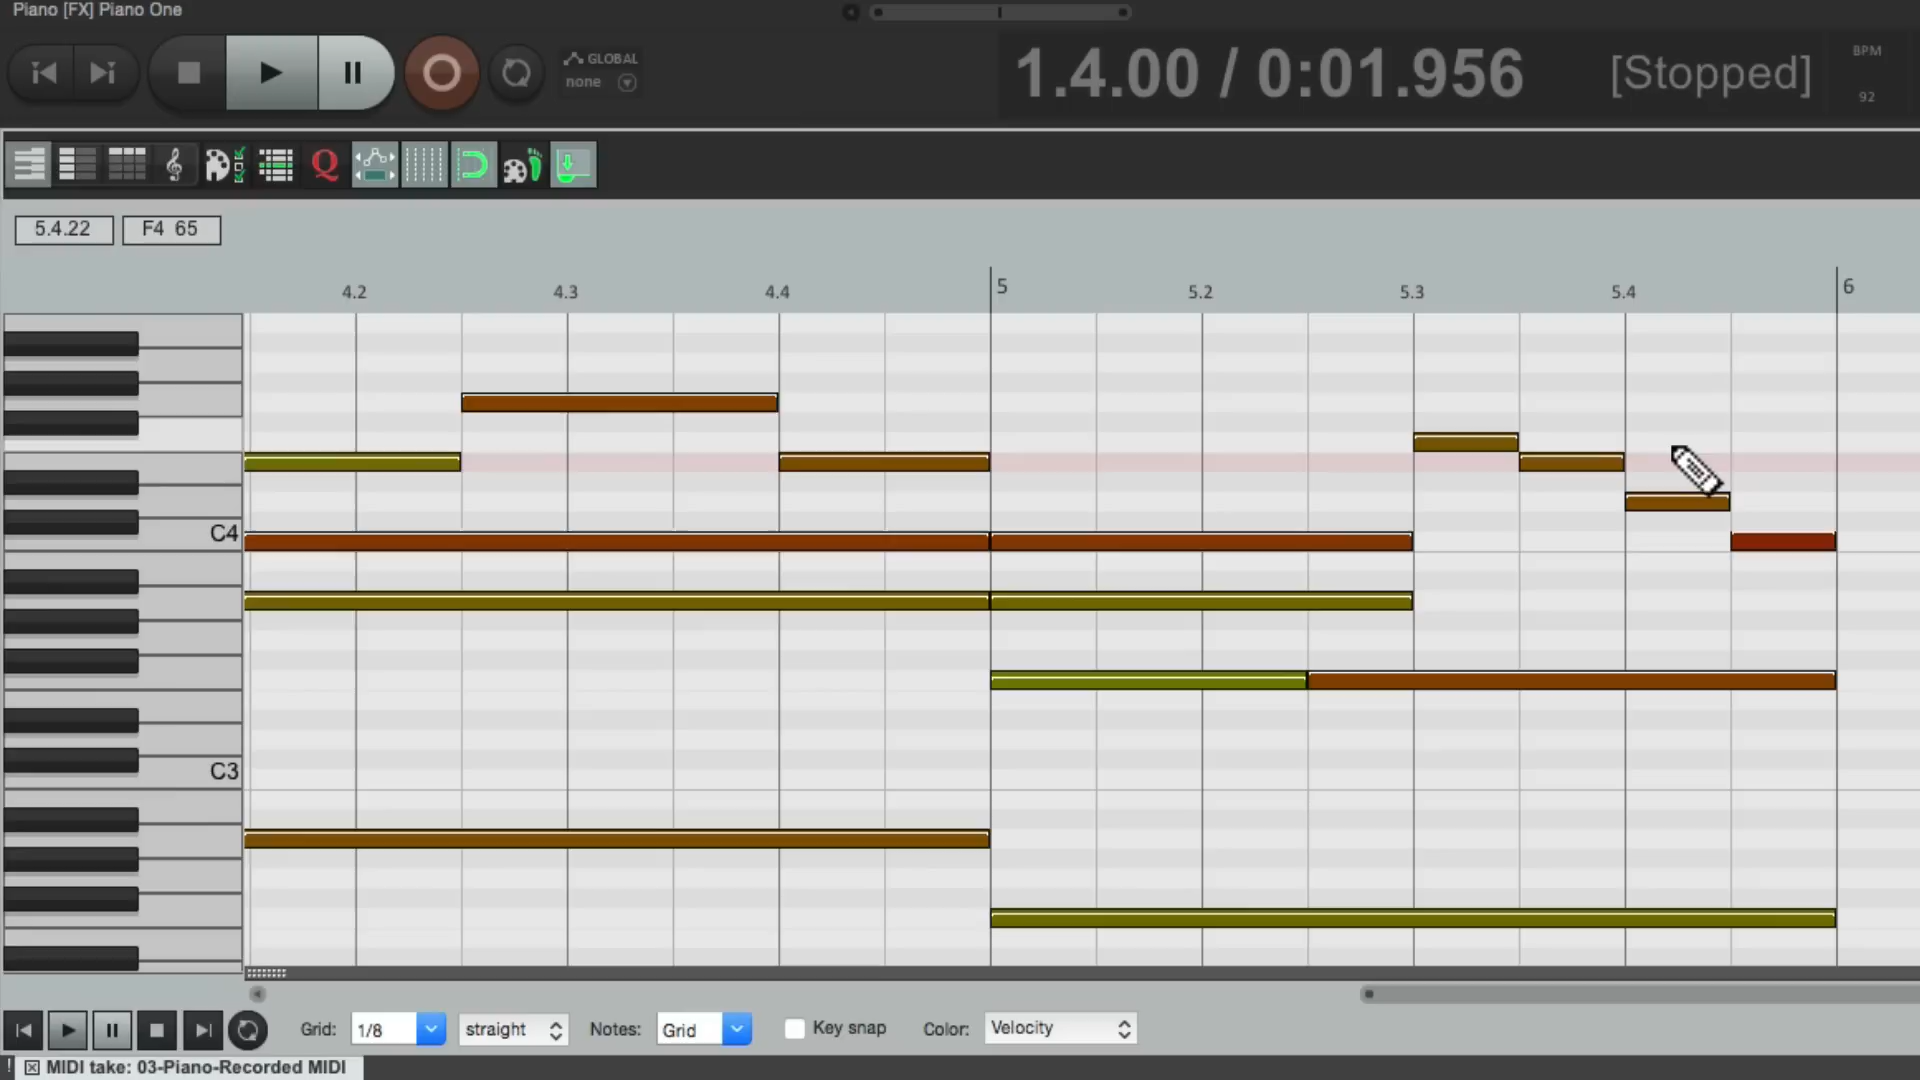 Piano [FX] Piano One
GLOBAL
none
1.4.00 / 0:01.956
[Stopped]
BPM
92
Q
5.4.22
F4 65
4.2
4.3
4.4
5
5.2
5.3
5.4
6
C4
C3
Grid:
1/8
straight
Notes:
Grid
Key snap
Color:
Velocity
! MIDI take: 03-Piano-Recorded MIDI